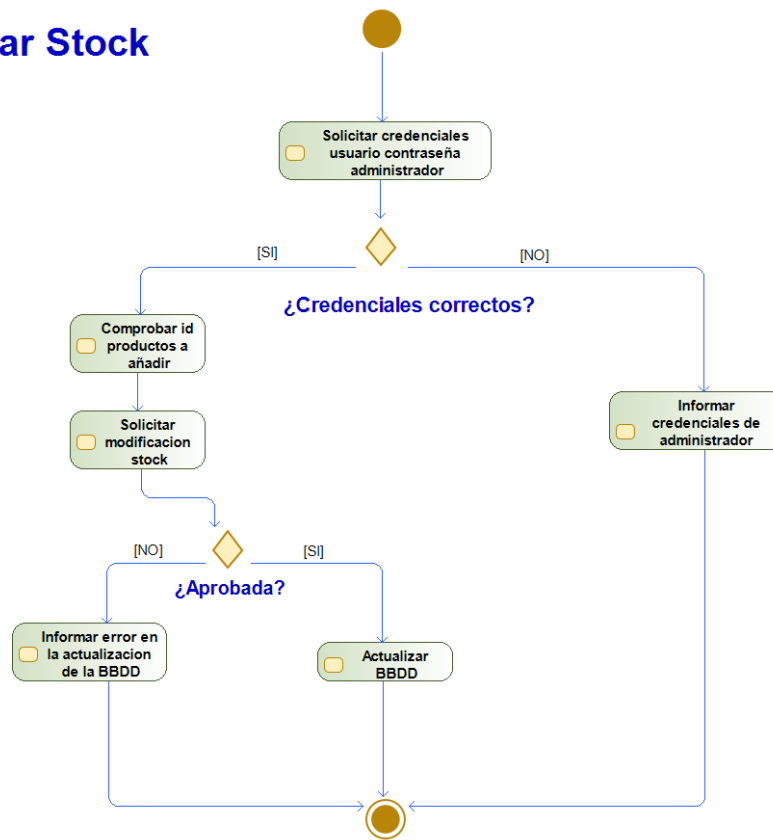 ar Stock
Solicitar credenciales
usuario contraseña
administrador
[SI]
[NO]
¿Credenciales correctos?
Comprobar id
productos a
añadir
Informar
credenciales de
administrador
Solicitar
modificacion
stock
[NO]
[SI]
¿Aprobada?
Informar error en
la actualizacion
de la BBDD
Actualizar
BBDD